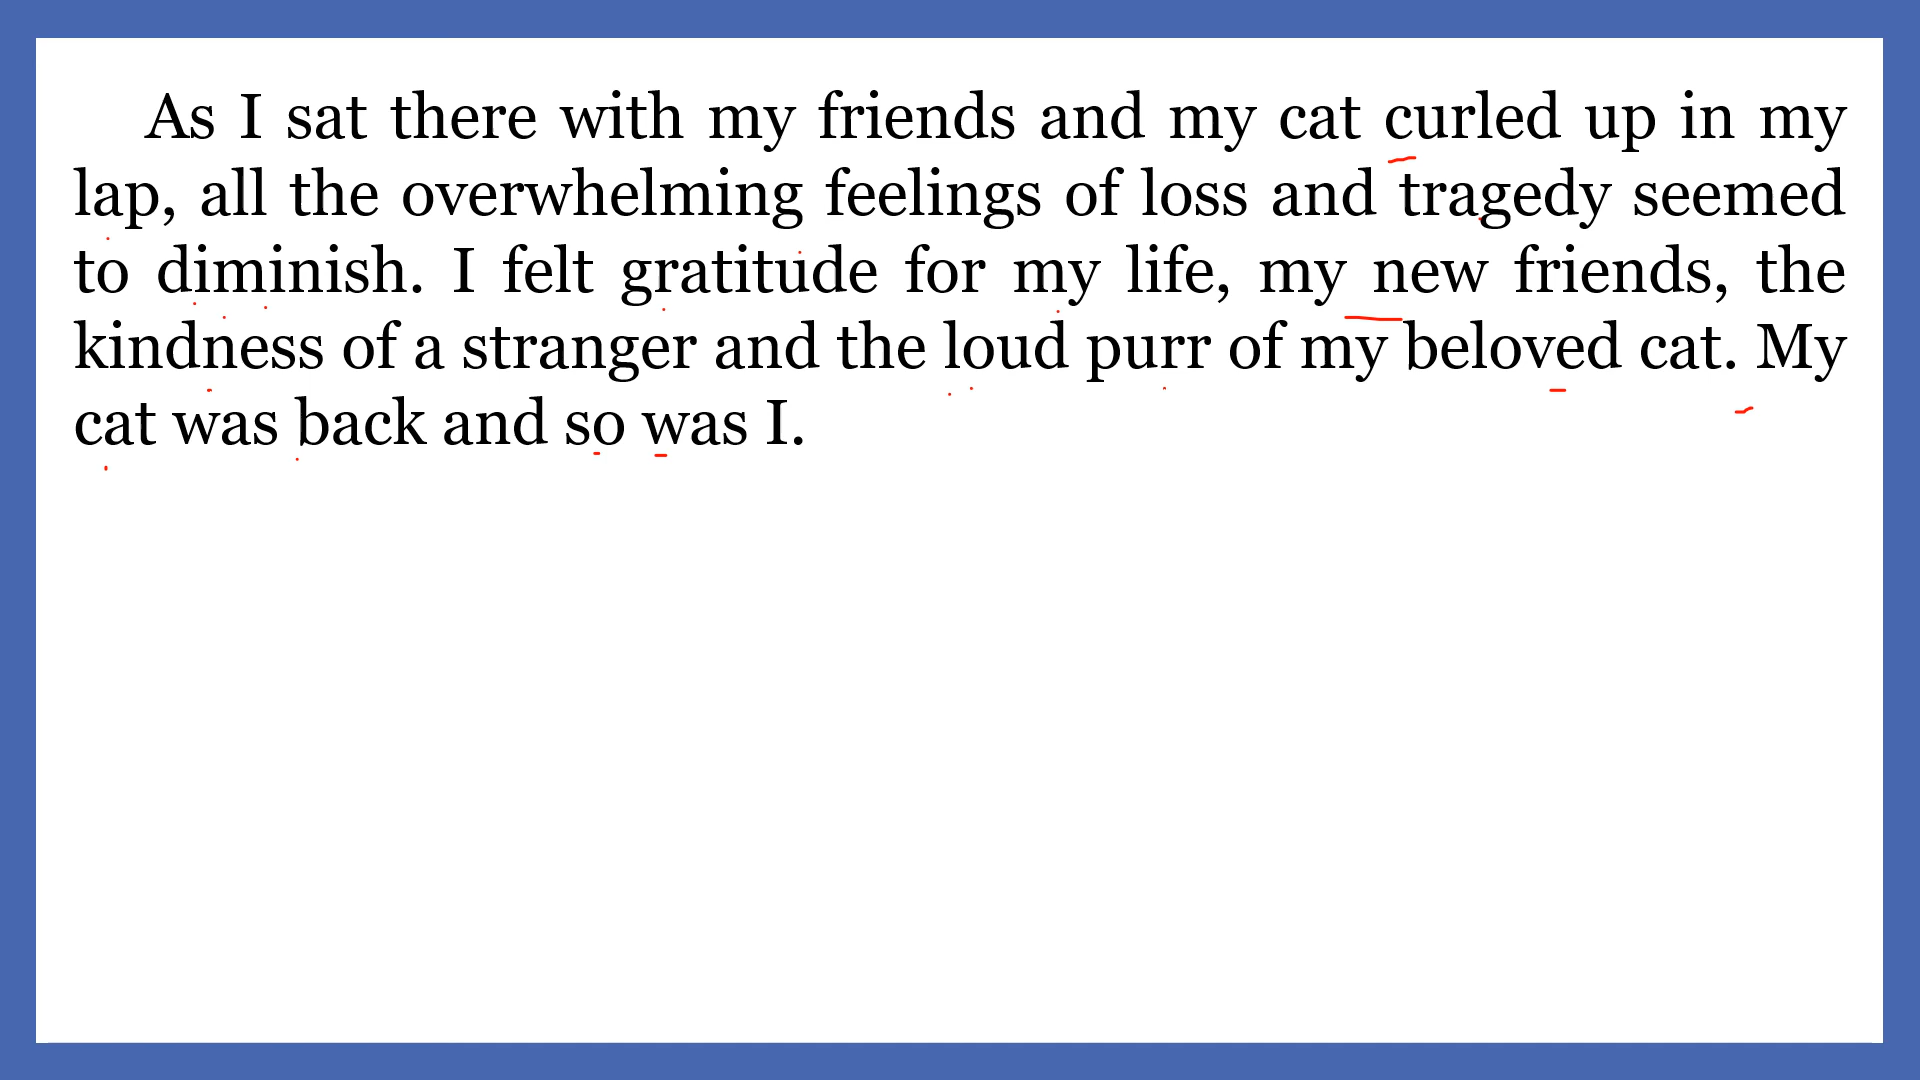 As I sat there with my friends and my cat curled up in my
lap, all the overwhelming feelings of loss and tragedy seemed
to diminish. I felt gratitude for my life, my new friends, the
kindness of a stranger and the loud purr of my beloved cat. My
cat was back and so was I.